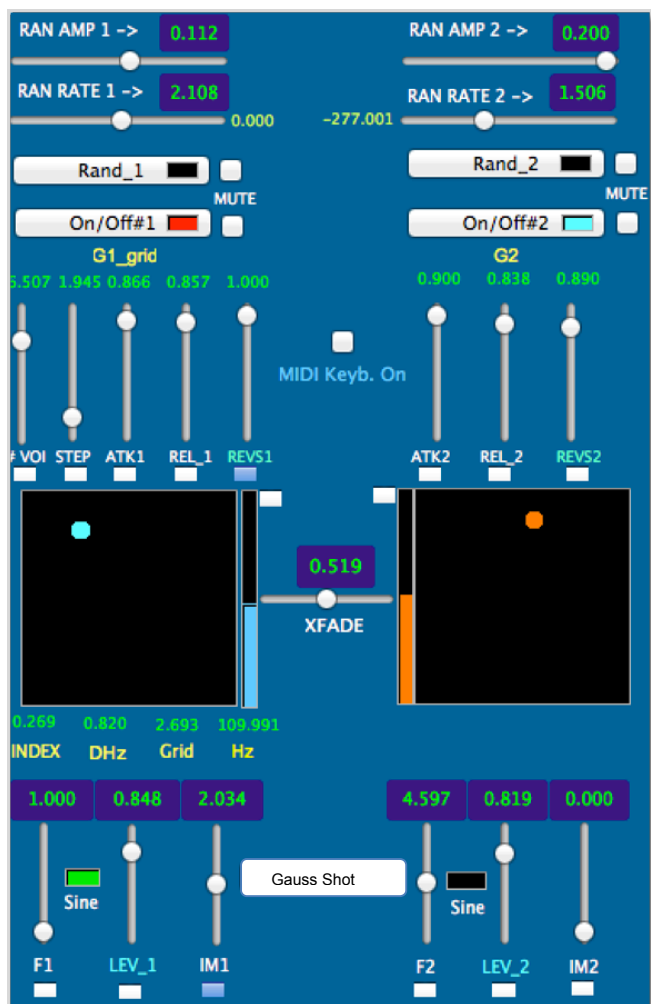 RAN AMP 1 -> 0.112 RAN AMP 2 -> 0.200
RAN RATE 1 -> 2.108 RAN RATE 2 -> 1.506
0.000 -277.001
Rand_1 Rand_2
MUTE MUTE
On/Off#1 On/Off#2
G1_grid G2
.507 1.945 0.866 0.857 1.000 0.900 0.838 0.890
MIDI Keyb. On
# VOI STEP ATK1 REL_1 REVS1 ATK2 REL_2 REVS2
0.519
XFADE
0.269 0.820 2.693 109.991
INDEX DHz Grid Hz
1.000 0.848 2.034 4.597 0.819 0.000
Gauss Shot
Sine Sine
F1 LEV_1 IM1 F2 LEV_2 IM2